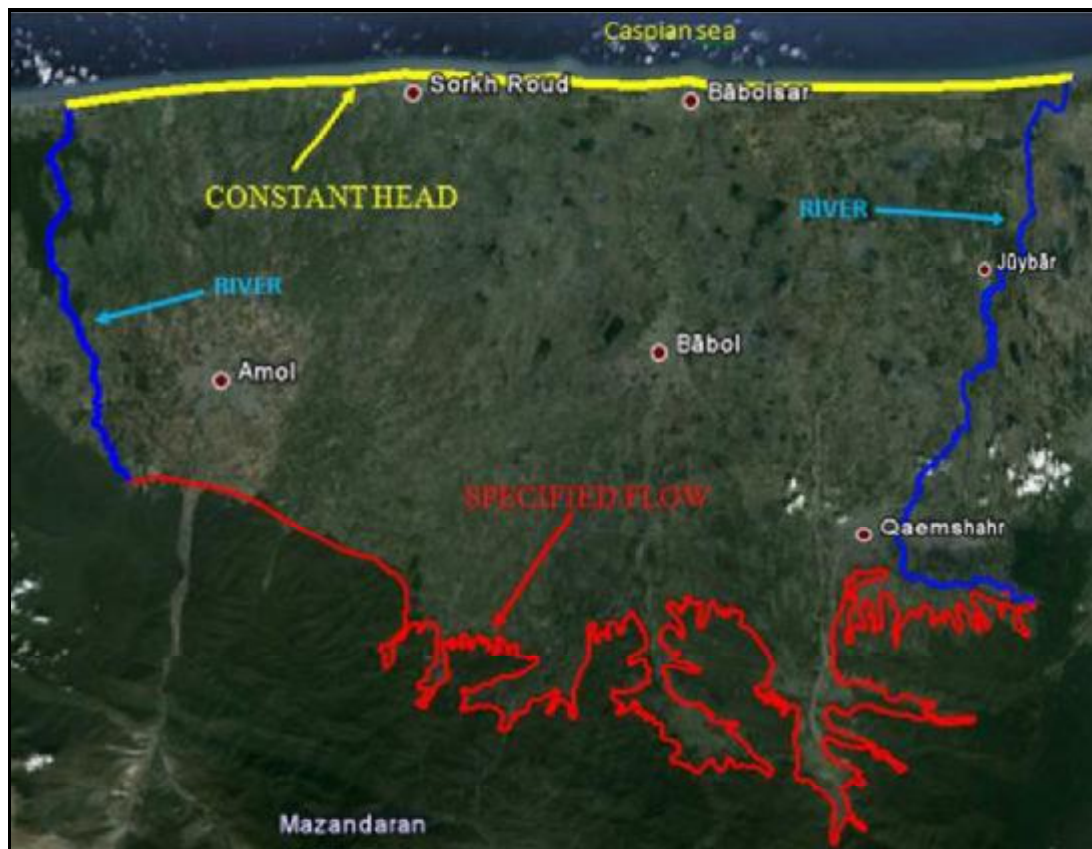 Caspian sea
Sorkh Roud
Bābolsar
CONSTANT HEAD
RIVER
Jūybār
RIVER
Bābol
Amol
SPECIFIED FLOW
Qaemshahr
Mazandaran